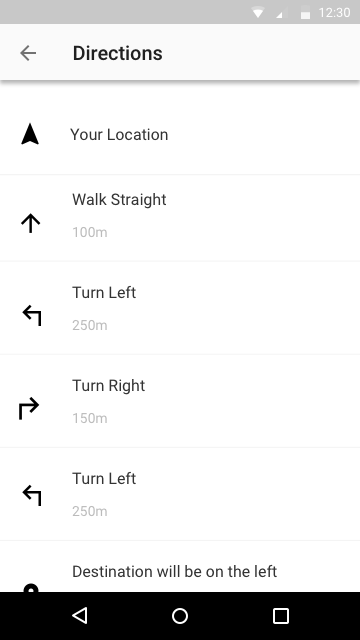 12:30
Directions
Your Location
Walk Straight
100m
Turn Left
250m
Turn Right
150m
Turn Left
250m
Destination will be on the left